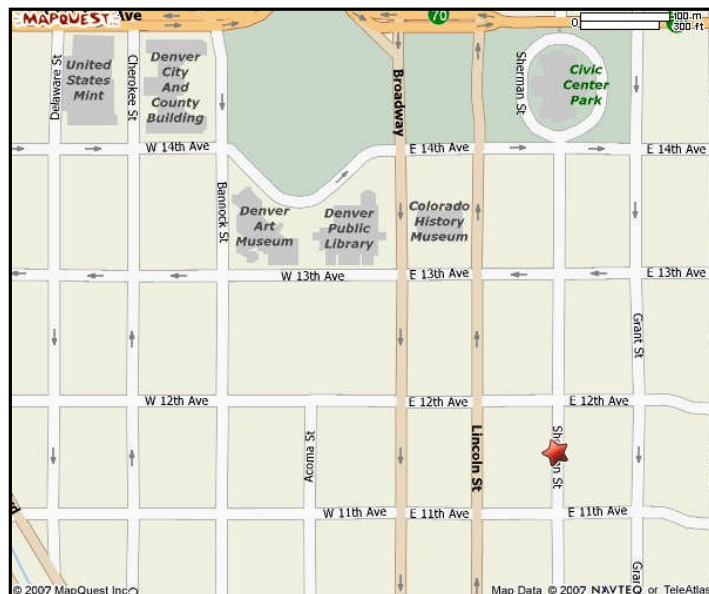 MAPQUEST
Ave
70
0
100 m
300 ft
Delaware St
United
States
Mint
Cherokee St
Denver
City
And
County
Building
Broadway
Sherman St
Civic
Center
Park
W 14th Ave
E 14th Ave
E 14th Ave
Bannock St
Denver
Art
Museum
Denver
Public
Library
Colorado
History
Museum
W 13th Ave
E 13th Ave
E 13th Ave
Grant St
W 12th Ave
E 12th Ave
E 12th Ave
Acoma St
Lincoln St
W 11th Ave
E 11th Ave
E 11th Ave
© 2007 MapQuest Inc
Map Data © 2007 NAVTEQ or TeleAtlas